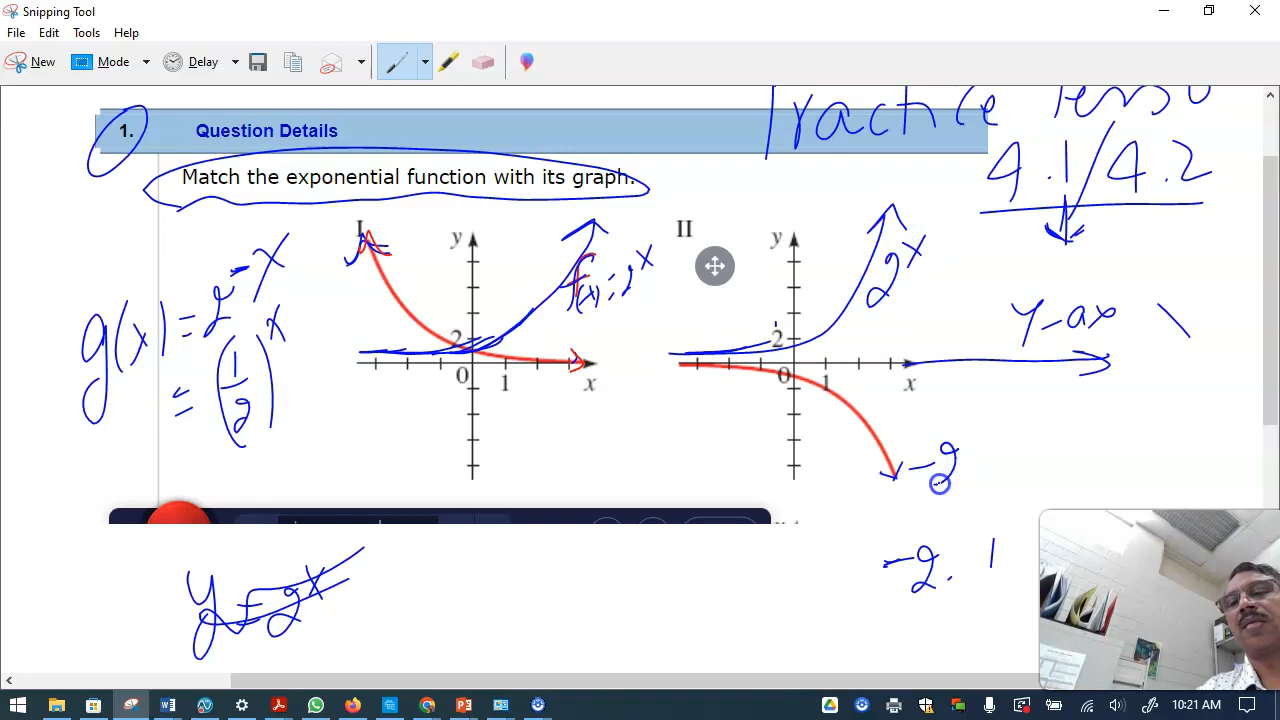 Snipping Tool
File Edit Tools Help
New Mode Delay
Practice
4.1/4.2
1. Question Details
Match the exponential function with its graph.
I
y
2
0
1
x
f(x)=2^x
II
y
2
0
1
x
2^x
y-ax
-2
g(x) = 2^-x
= (1/2)^x
y=2^x
-2. 1
10:21 AM